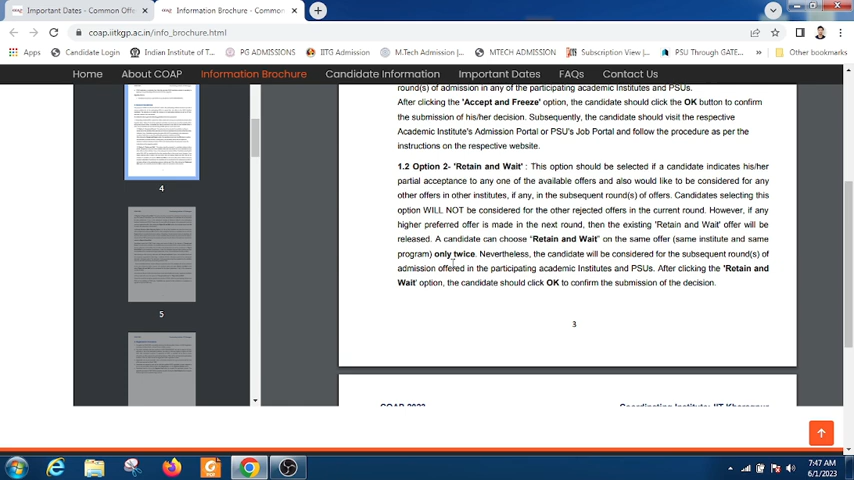 Important Dates - Common Offe
Information Brochure - Common
coap.iitkgp.ac.in/info_brochure.html
Apps
Candidate Login
Indian Institute of T...
PG ADMISSIONS
IITG Admission
M.Tech Admission,...
MTECH ADMISSION
Subscription View |...
PSU Through GATE...
»
Other bookmarks
Home
About COAP
Information Brochure
Candidate Information
Important Dates
FAQs
Contact Us
4
5
round(s) of admission in any of the participating academic Institutes and PSUs.
After clicking the 'Accept and Freeze' option, the candidate should click the OK button to confirm
the submission of his/her decision. Subsequently, the candidate should visit the respective
Academic Institute's Admission Portal or PSU's Job Portal and follow the procedure as per the
instructions on the respective website.
1.2 Option 2- 'Retain and Wait' : This option should be selected if a candidate indicates his/her
partial acceptance to any one of the available offers and also would like to be considered for any
other offers in other institutes, if any, in the subsequent round(s) of offers. Candidates selecting this
option WILL NOT be considered for the other rejected offers in the current round. However, if any
higher preferred offer is made in the next round, then the existing 'Retain and Wait' offer will be
released. A candidate can choose "Retain and Wait" on the same offer (same institute and same
program) only twice. Nevertheless, the candidate will be considered for the subsequent round(s) of
admission offered in the participating academic Institutes and PSUs. After clicking the 'Retain and
Wait' option, the candidate should click OK to confirm the submission of the decision.
3
COAP 2023
Coordinating Institute: IIT Kharagpur
7:47 AM
6/1/2023